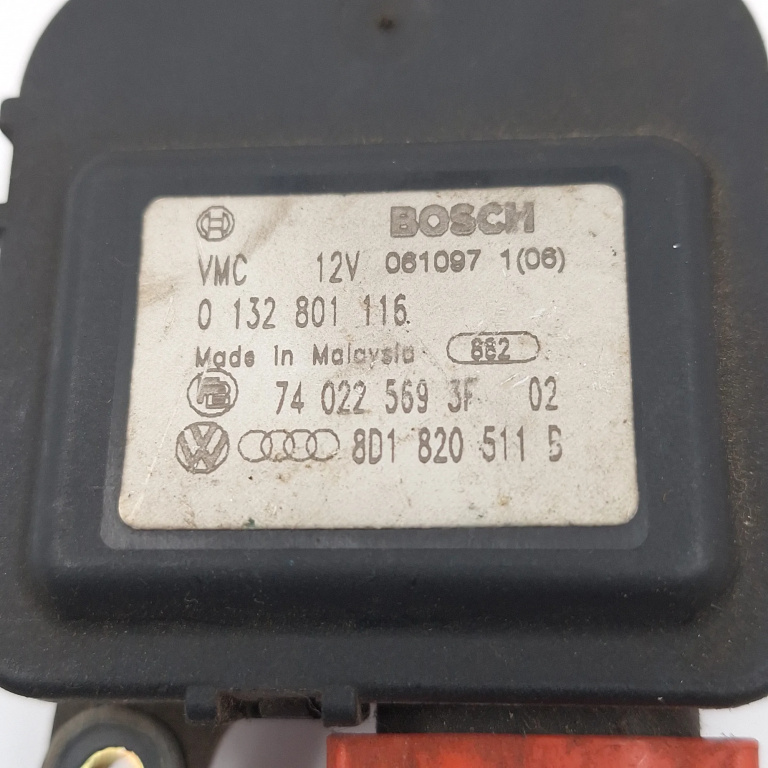 BOSCH
VMC 12V 061097 1(06)
0 132 801 116
Made in Malaysia 862
74 022 569 3F 02
8D1 820 511 B